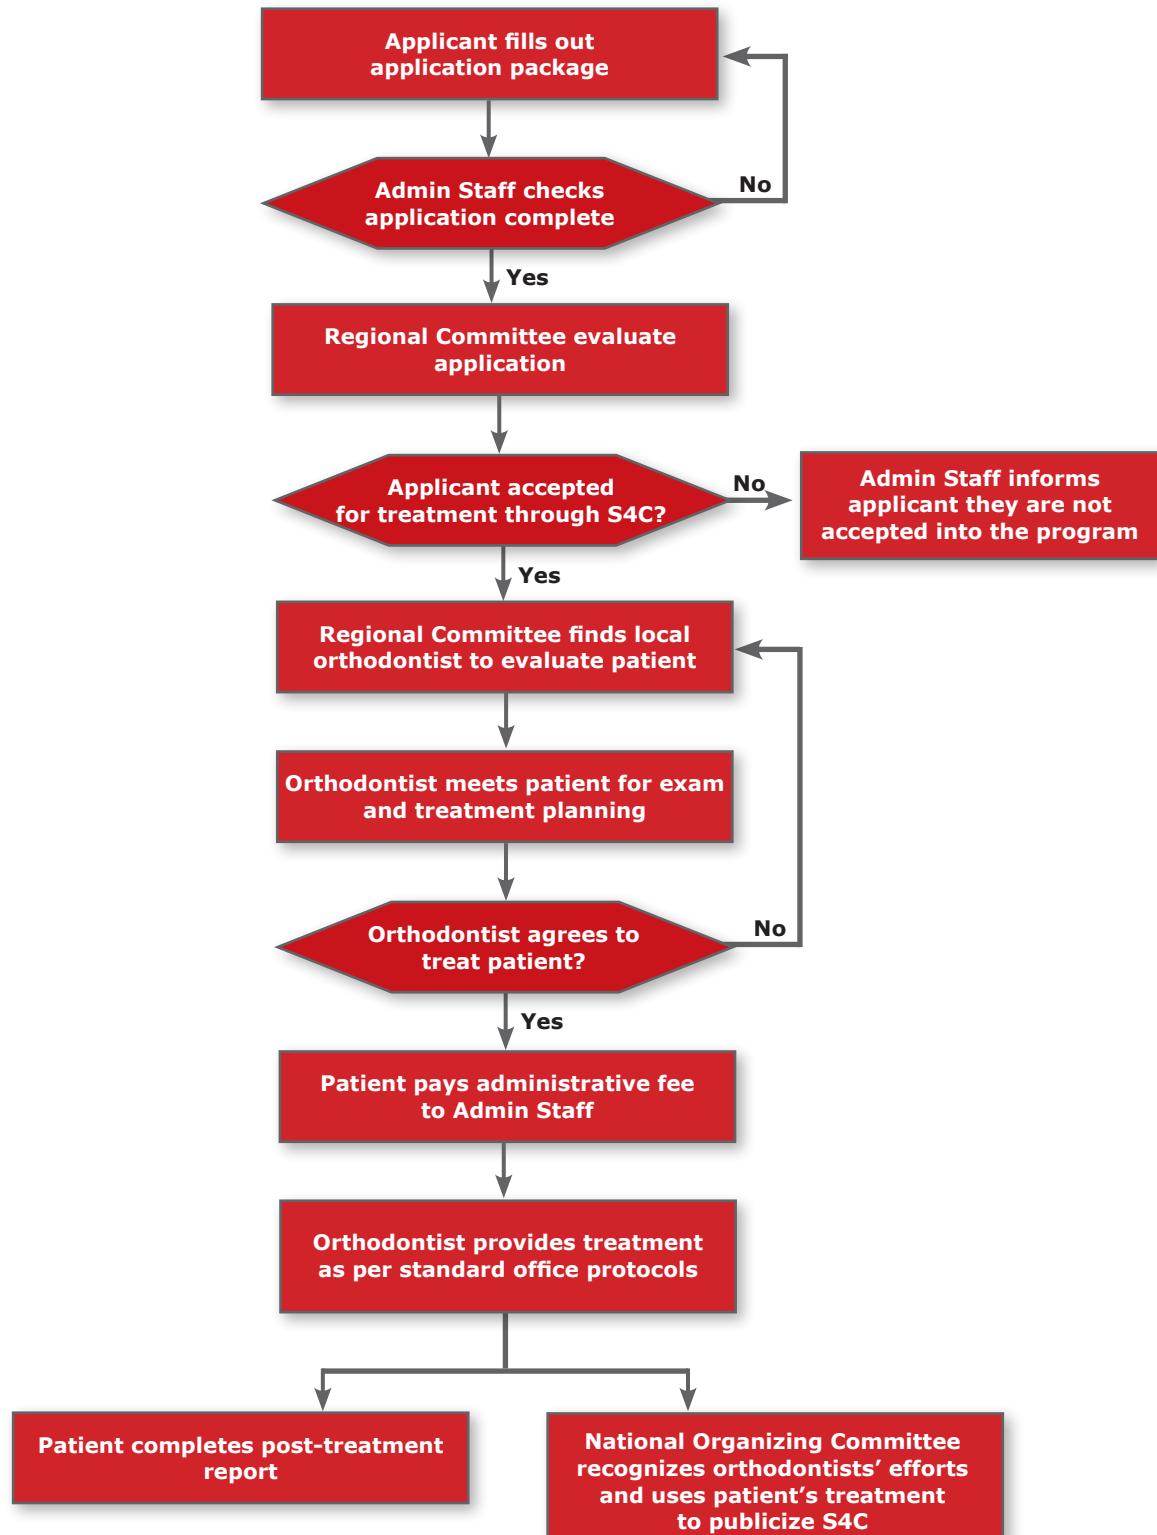 Applicant fills out
application package
Admin Staff checks
application complete
No
Yes
Regional Committee evaluate
application
Applicant accepted
for treatment through S4C?
No
Admin Staff informs
applicant they are not
accepted into the program
Yes
Regional Committee finds local
orthodontist to evaluate patient
Orthodontist meets patient for exam
and treatment planning
Orthodontist agrees to
treat patient?
No
Yes
Patient pays administrative fee
to Admin Staff
Orthodontist provides treatment
as per standard office protocols
Patient completes post-treatment
report
National Organizing Committee
recognizes orthodontists’ efforts
and uses patient’s treatment
to publicize S4C